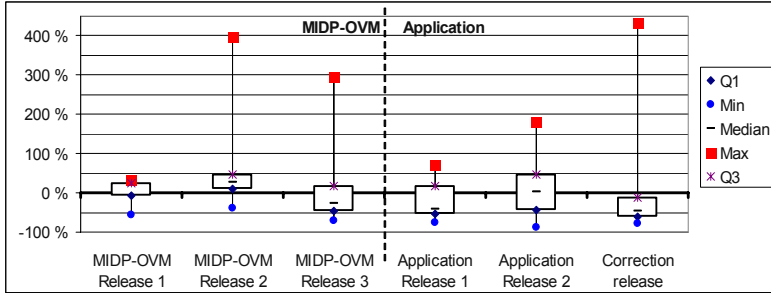 MIDP-OVM Application
400 %
300 %
200 %
100 %
0 %
-100 %
Q1
Min
Median
Max
Q3
MIDP-OVM MIDP-OVM MIDP-OVM Application Application Correction
Release 1 Release 2 Release 3 Release 1 Release 2 release